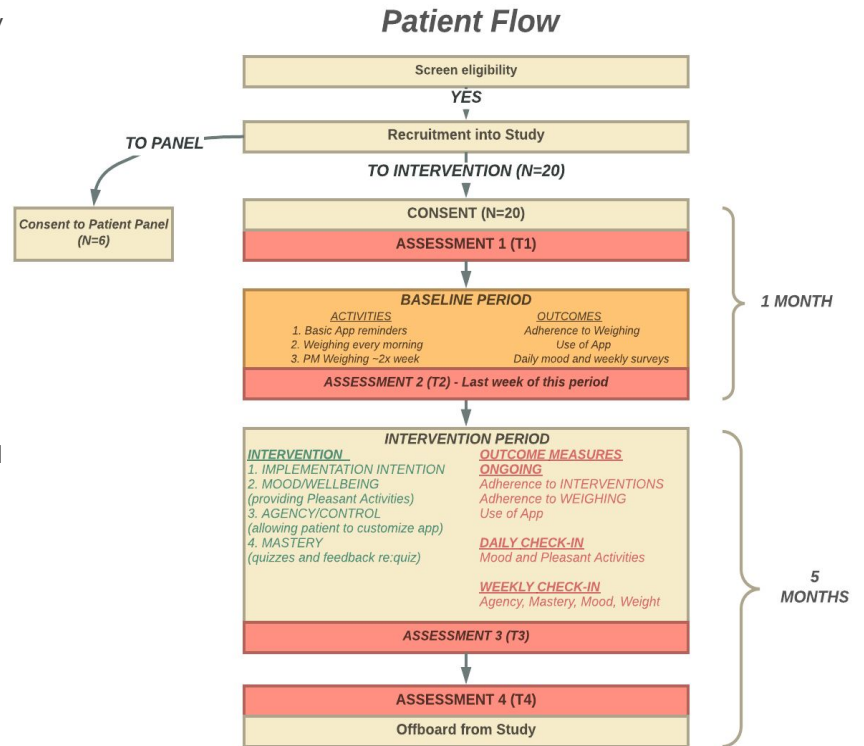 Patient Flow
Screen eligibility
YES
Recruitment into Study
TO PANEL
TO INTERVENTION (N=20)
Consent to Patient Panel
(N=6)
CONSENT (N=20)
ASSESSMENT 1 (T1)
1 MONTH
BASELINE PERIOD
ACTIVITIES
1. Basic App reminders
2. Weighing every morning
3. PM Weighing ~2x week
OUTCOMES
Adherence to Weighing
Use of App
Daily mood and weekly surveys
ASSESSMENT 2 (T2) - Last week of this period
INTERVENTION PERIOD
INTERVENTION
1. IMPLEMENTATION INTENTION
2. MOOD/WELLBEING
(providing Pleasant Activities)
3. AGENCY/CONTROL
(allowing patient to customize app)
4. MASTERY
(quizzes and feedback re:quiz)
OUTCOME MEASURES
ONGOING
Adherence to INTERVENTIONS
Adherence to WEIGHING
Use of App
DAILY CHECK-IN
Mood and Pleasant Activities
WEEKLY CHECK-IN
Agency, Mastery, Mood, Weight
5
MONTHS
ASSESSMENT 3 (T3)
ASSESSMENT 4 (T4)
Offboard from Study